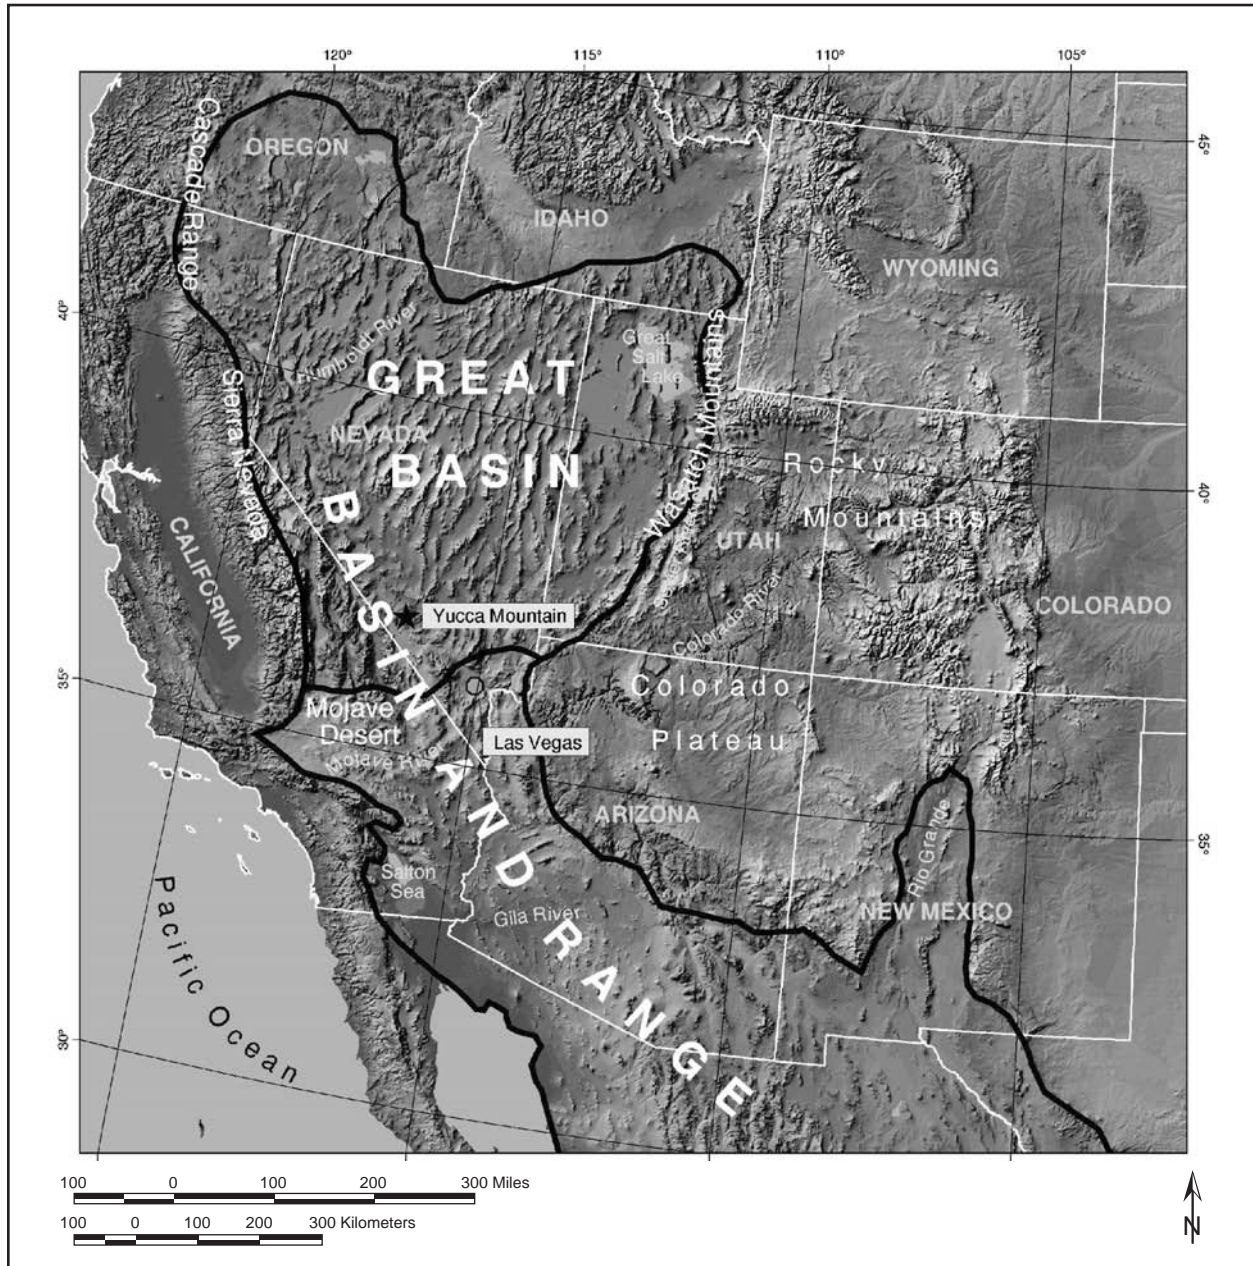 120°
115°
110°
105°
45°
40°
40°
35°
35°
30°
Cascade Range
OREGON
IDAHO
WYOMING
Humboldt River
Great
Salt
Lake
GREAT
BASIN
NEVADA
Sierra Nevada
Wasatch Mountains
Rocky
Mountains
UTAH
CALIFORNIA
COLORADO
Yucca Mountain
Colorado River
Colorado
Plateau
Mojave
Desert
Mojave River
Las Vegas
ARIZONA
Salton
Sea
Gila River
Rio Grande
NEW MEXICO
BASIN AND RANGE
Pacific Ocean
100 0 100 200 300 Miles
100 0 100 200 300 Kilometers
N